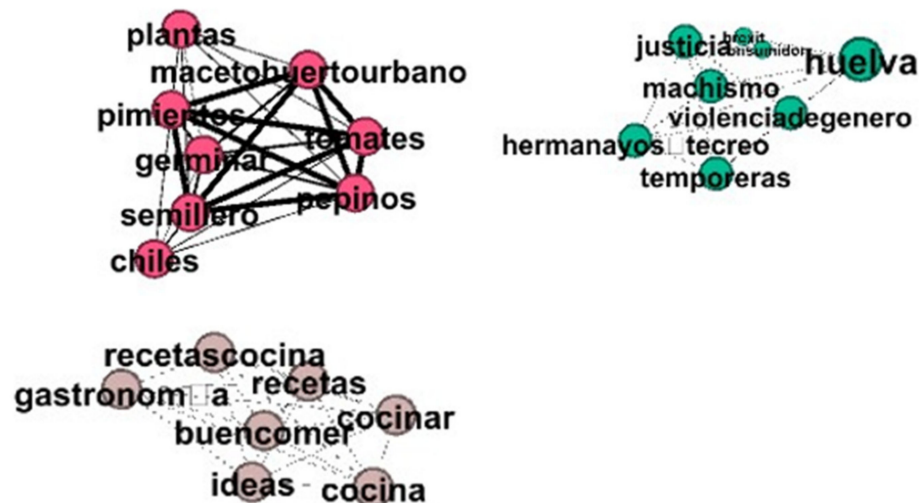 plantas
macetohuertourbano
pimientos
tomates
germinar
semillero
pepinos
chiles
justicia
brexit
huelva
machismo
violenciadegenero
hermanayos□tecreo
temporeras
recetascocina
recetas
gastronom□a
cocinar
buencomer
ideas
cocina